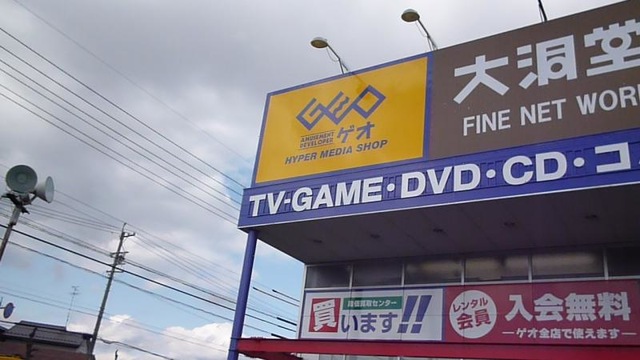 GEO
AMUSEMENT
DEVELOPER
ゲオ
HYPER MEDIA SHOP
大洞堂
FINE NET WOR
TV-GAME・DVD・CD・コ
買います!!
レンタル
会員
入会無料
ーゲオ全店で使えますー